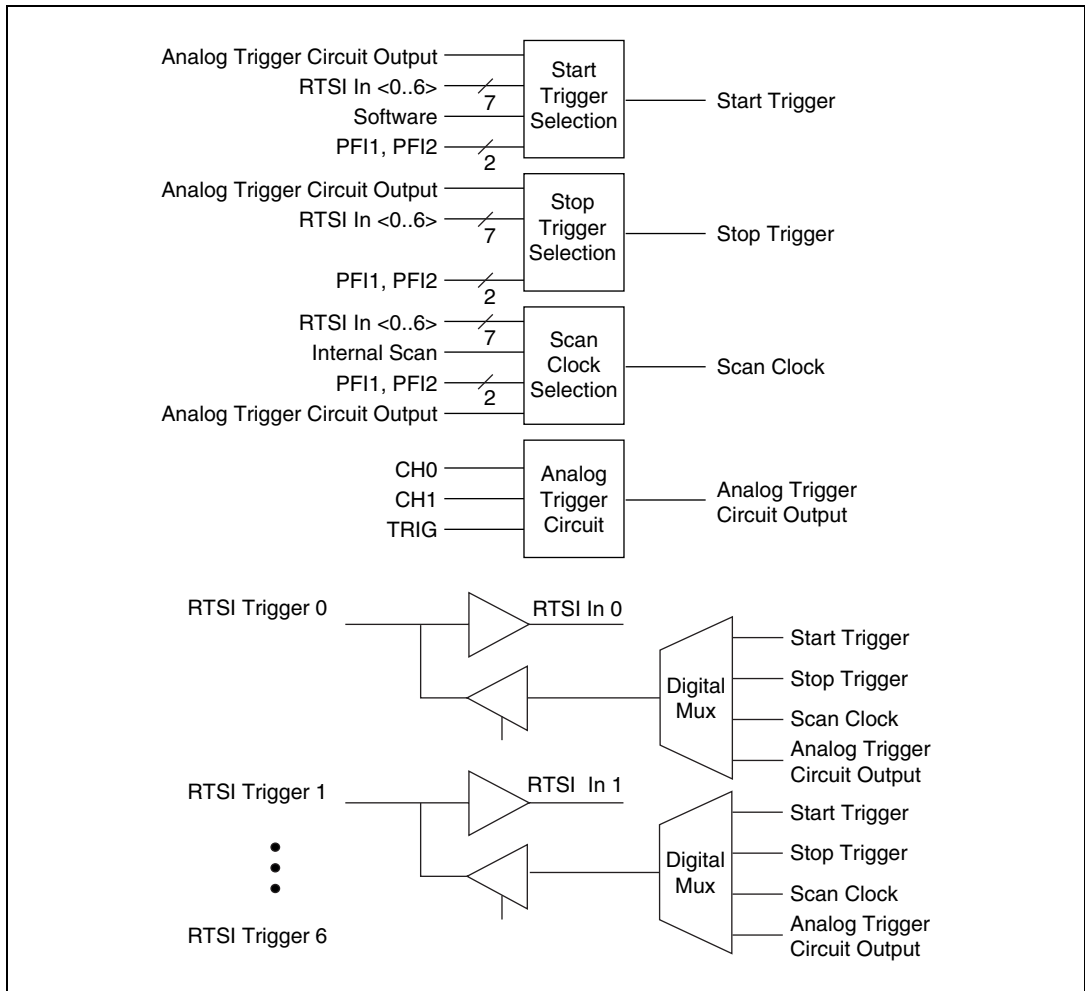 Analog Trigger Circuit Output
RTSI In <0..6>
7
Software
PFI1, PFI2
2
Start
Trigger
Selection
Start Trigger
Analog Trigger Circuit Output
RTSI In <0..6>
7
PFI1, PFI2
2
Stop
Trigger
Selection
Stop Trigger
RTSI In <0..6>
7
Internal Scan
PFI1, PFI2
2
Analog Trigger Circuit Output
Scan
Clock
Selection
Scan Clock
CH0
CH1
TRIG
Analog
Trigger
Circuit
Analog Trigger
Circuit Output
RTSI Trigger 0
RTSI In 0
Digital
Mux
Start Trigger
Stop Trigger
Scan Clock
Analog Trigger
Circuit Output
RTSI Trigger 1
RTSI In 1
Digital
Mux
Start Trigger
Stop Trigger
Scan Clock
Analog Trigger
Circuit Output
RTSI Trigger 6